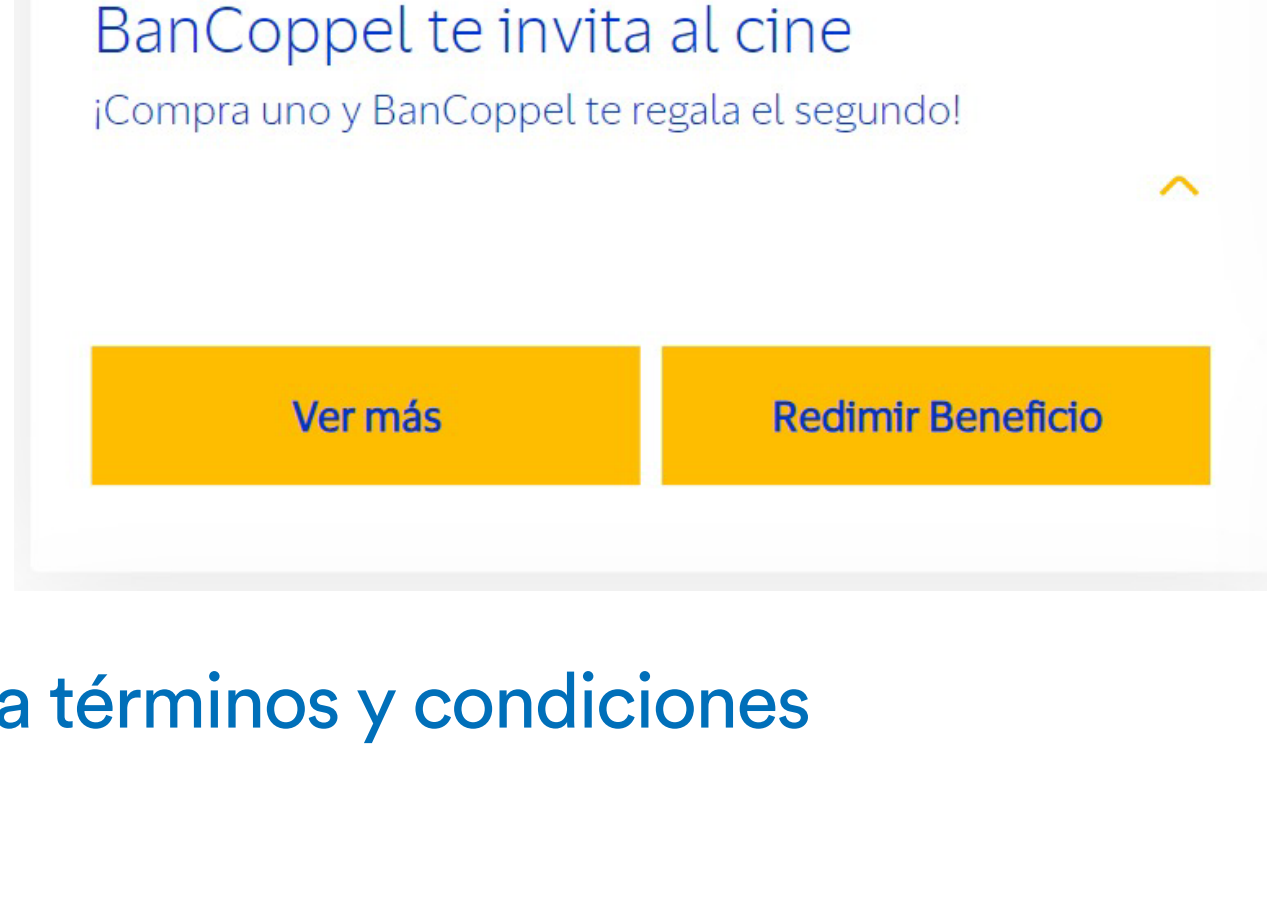 BanCoppel te invita al cine
¡Compra uno y BanCoppel te regala el segundo!
Ver más
Redimir Beneficio
a términos y condiciones